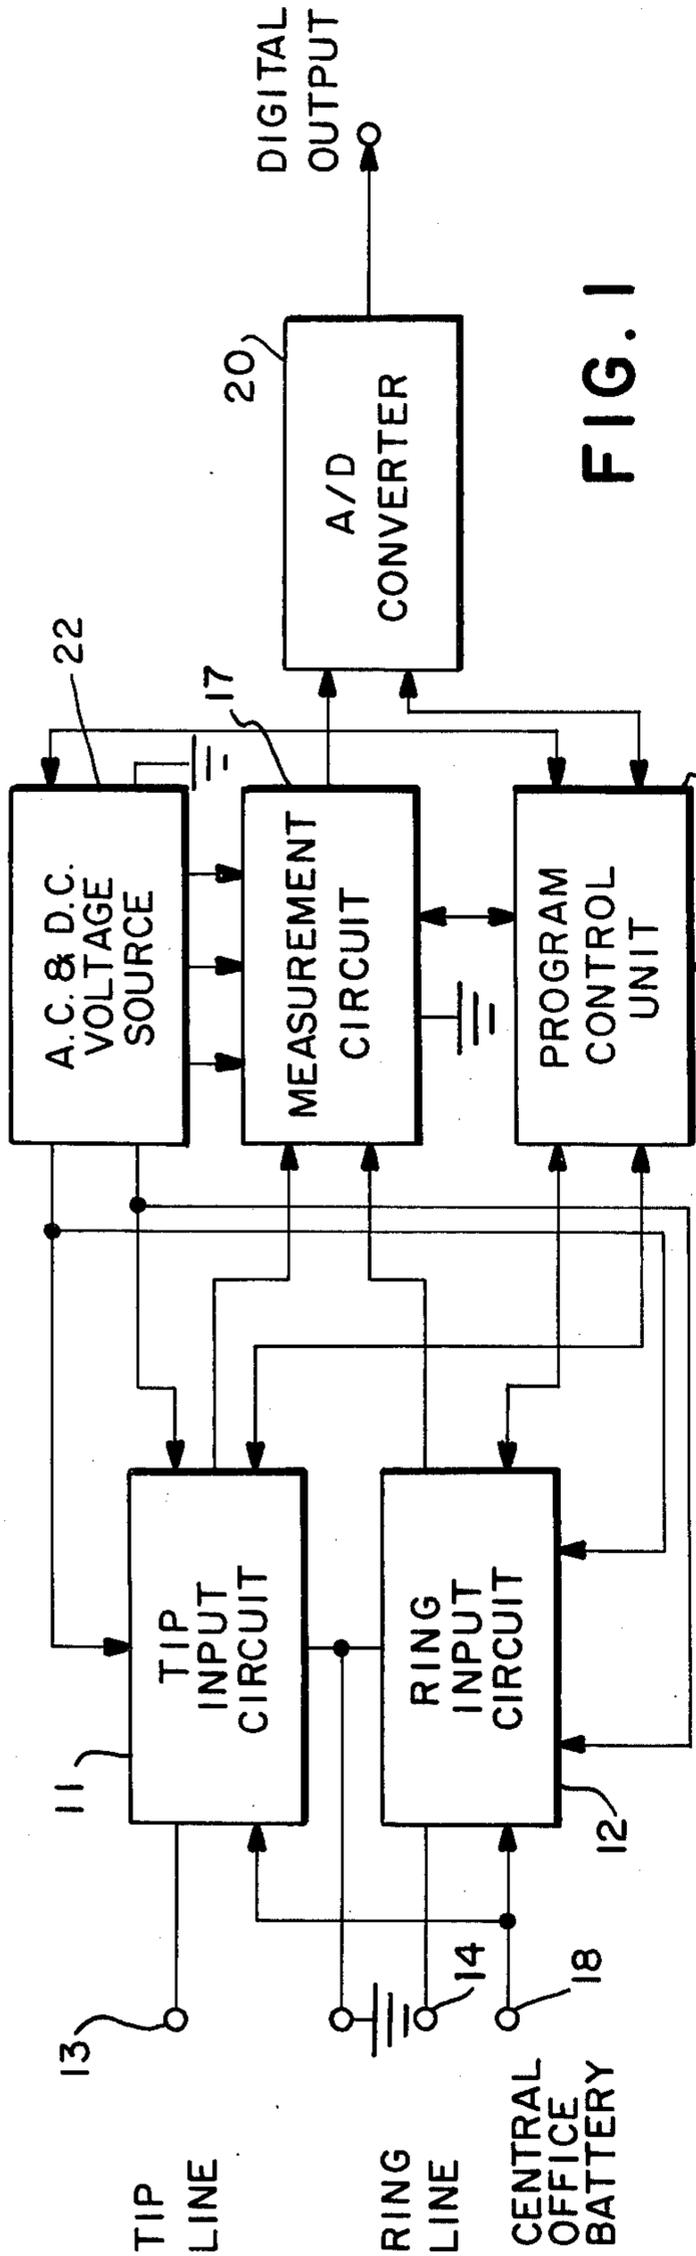 TIP
LINE
13
11
TIP
INPUT
CIRCUIT
RING
LINE
14
RING
INPUT
CIRCUIT
12
CENTRAL
OFFICE
BATTERY
18
A.C. & D.C.
VOLTAGE
SOURCE
22
MEASUREMENT
CIRCUIT
17
PROGRAM
CONTROL
UNIT
A/D
CONVERTER
20
DIGITAL
OUTPUT
FIG. 1